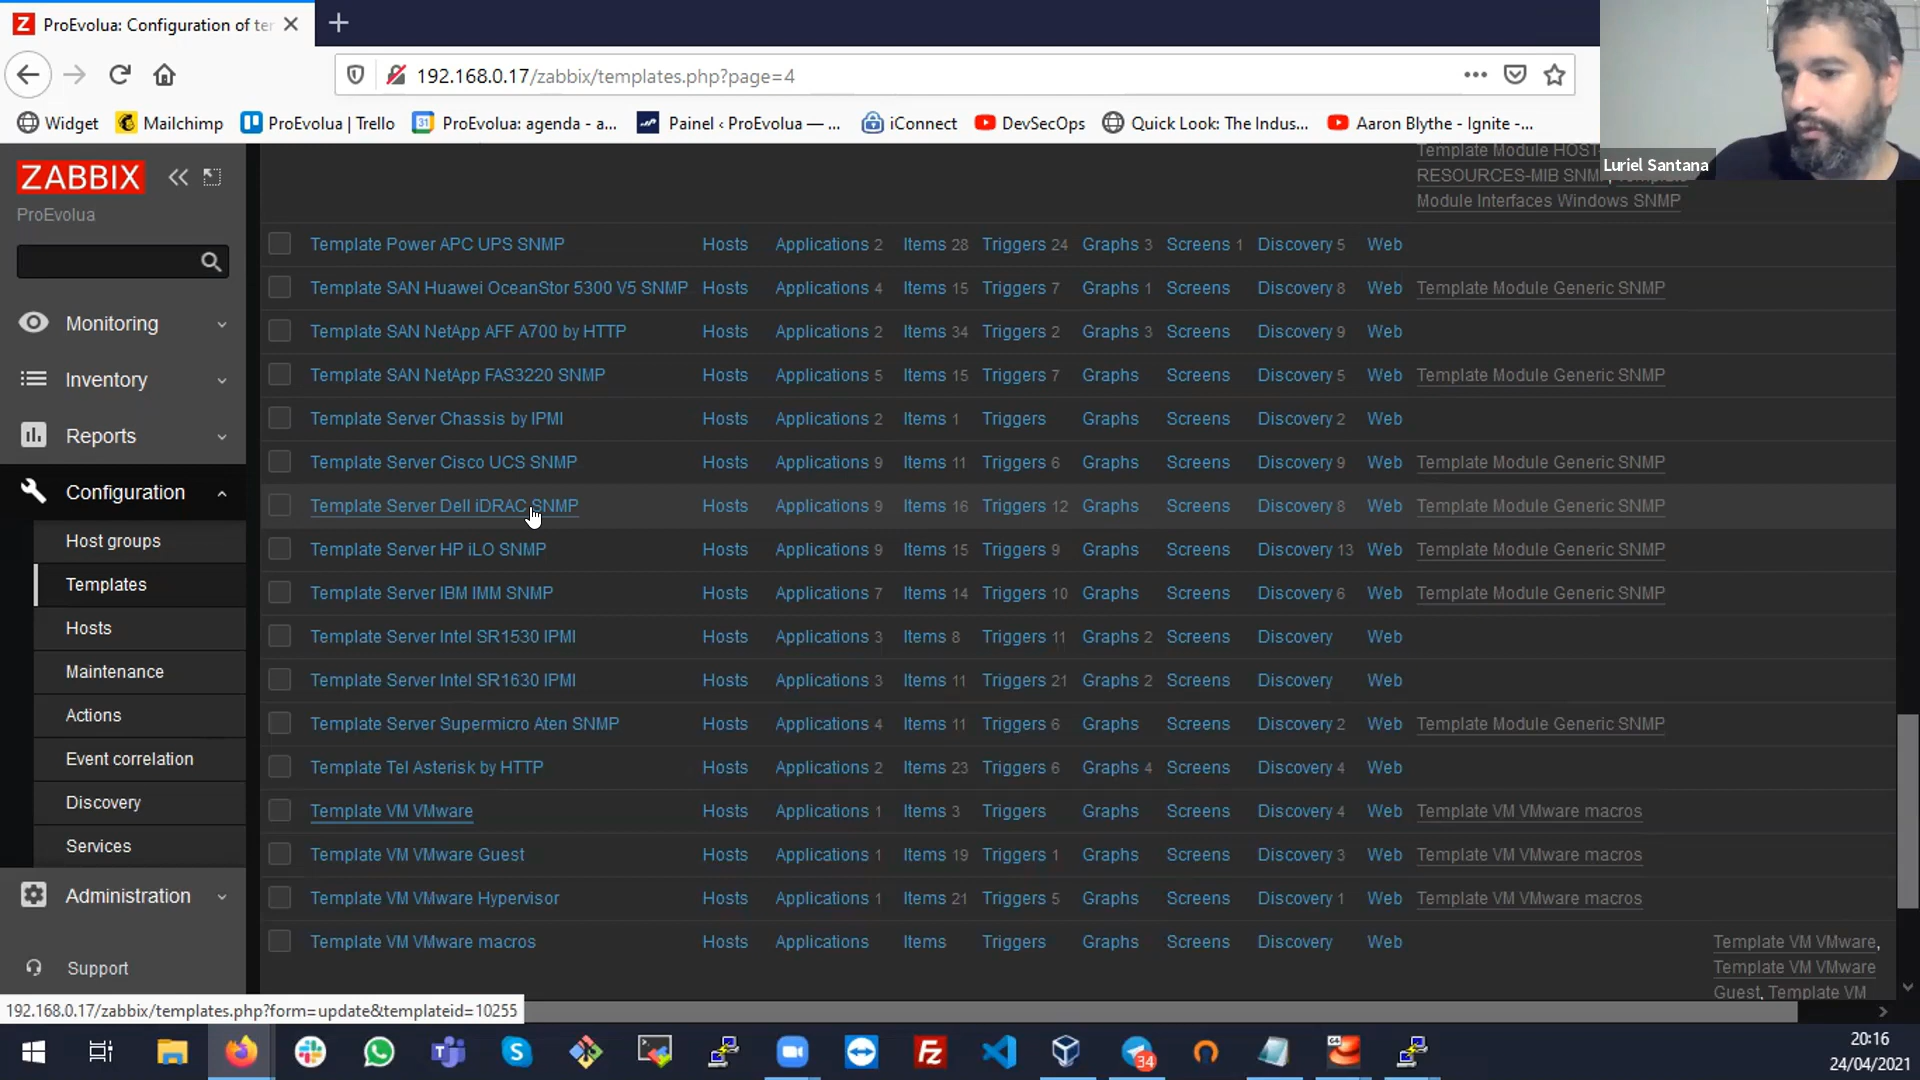 ProEvolua: Configuration of ter
192.168.0.17/zabbix/templates.php?page=4
Widget
Mailchimp
ProEvolua | Trello
ProEvolua: agenda - a...
Painel ‹ ProEvolua — ...
iConnect
DevSecOps
Quick Look: The Indus...
Aaron Blythe - Ignite -...
Luriel Santana
ZABBIX
ProEvolua
Monitoring
Inventory
Reports
Configuration
Host groups
Templates
Hosts
Maintenance
Actions
Event correlation
Discovery
Services
Administration
Support
Template Module HOST-
RESOURCES-MIB SNMP,
Module Interfaces Windows SNMP
Template Power APC UPS SNMP Hosts Applications 2 Items 28 Triggers 24 Graphs 3 Screens 1 Discovery 5 Web
Template SAN Huawei OceanStor 5300 V5 SNMP Hosts Applications 4 Items 15 Triggers 7 Graphs 1 Screens Discovery 8 Web Template Module Generic SNMP
Template SAN NetApp AFF A700 by HTTP Hosts Applications 2 Items 34 Triggers 2 Graphs 3 Screens Discovery 9 Web
Template SAN NetApp FAS3220 SNMP Hosts Applications 5 Items 15 Triggers 7 Graphs Screens Discovery 5 Web Template Module Generic SNMP
Template Server Chassis by IPMI Hosts Applications 2 Items 1 Triggers Graphs Screens Discovery 2 Web
Template Server Cisco UCS SNMP Hosts Applications 9 Items 11 Triggers 6 Graphs Screens Discovery 9 Web Template Module Generic SNMP
Template Server Dell iDRAC SNMP Hosts Applications 9 Items 16 Triggers 12 Graphs Screens Discovery 8 Web Template Module Generic SNMP
Template Server HP iLO SNMP Hosts Applications 9 Items 15 Triggers 9 Graphs Screens Discovery 13 Web Template Module Generic SNMP
Template Server IBM IMM SNMP Hosts Applications 7 Items 14 Triggers 10 Graphs Screens Discovery 6 Web Template Module Generic SNMP
Template Server Intel SR1530 IPMI Hosts Applications 3 Items 8 Triggers 11 Graphs 2 Screens Discovery Web
Template Server Intel SR1630 IPMI Hosts Applications 3 Items 11 Triggers 21 Graphs 2 Screens Discovery Web
Template Server Supermicro Aten SNMP Hosts Applications 4 Items 11 Triggers 6 Graphs Screens Discovery 2 Web Template Module Generic SNMP
Template Tel Asterisk by HTTP Hosts Applications 2 Items 23 Triggers 6 Graphs 4 Screens Discovery 4 Web
Template VM VMware Hosts Applications 1 Items 3 Triggers Graphs Screens Discovery 4 Web Template VM VMware macros
Template VM VMware Guest Hosts Applications 1 Items 19 Triggers 1 Graphs Screens Discovery 3 Web Template VM VMware macros
Template VM VMware Hypervisor Hosts Applications 1 Items 21 Triggers 5 Graphs Screens Discovery 1 Web Template VM VMware macros
Template VM VMware macros Hosts Applications Items Triggers Graphs Screens Discovery Web Template VM VMware,
Template VM VMware
Guest, Template VM
192.168.0.17/zabbix/templates.php?form=update&templateid=10255
34
20:16
24/04/2021